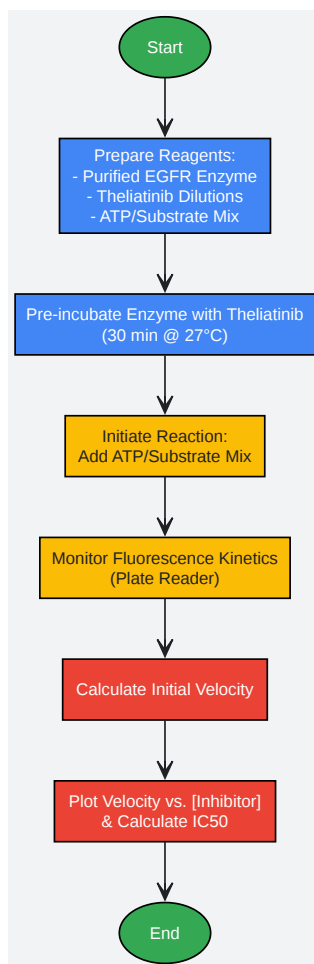 Start
Prepare Reagents:
- Purified EGFR Enzyme
- Theliatinib Dilutions
- ATP/Substrate Mix
Pre-incubate Enzyme with Theliatinib
(30 min @ 27°C)
Initiate Reaction:
Add ATP/Substrate Mix
Monitor Fluorescence Kinetics
(Plate Reader)
Calculate Initial Velocity
Plot Velocity vs. [Inhibitor]
& Calculate IC50
End